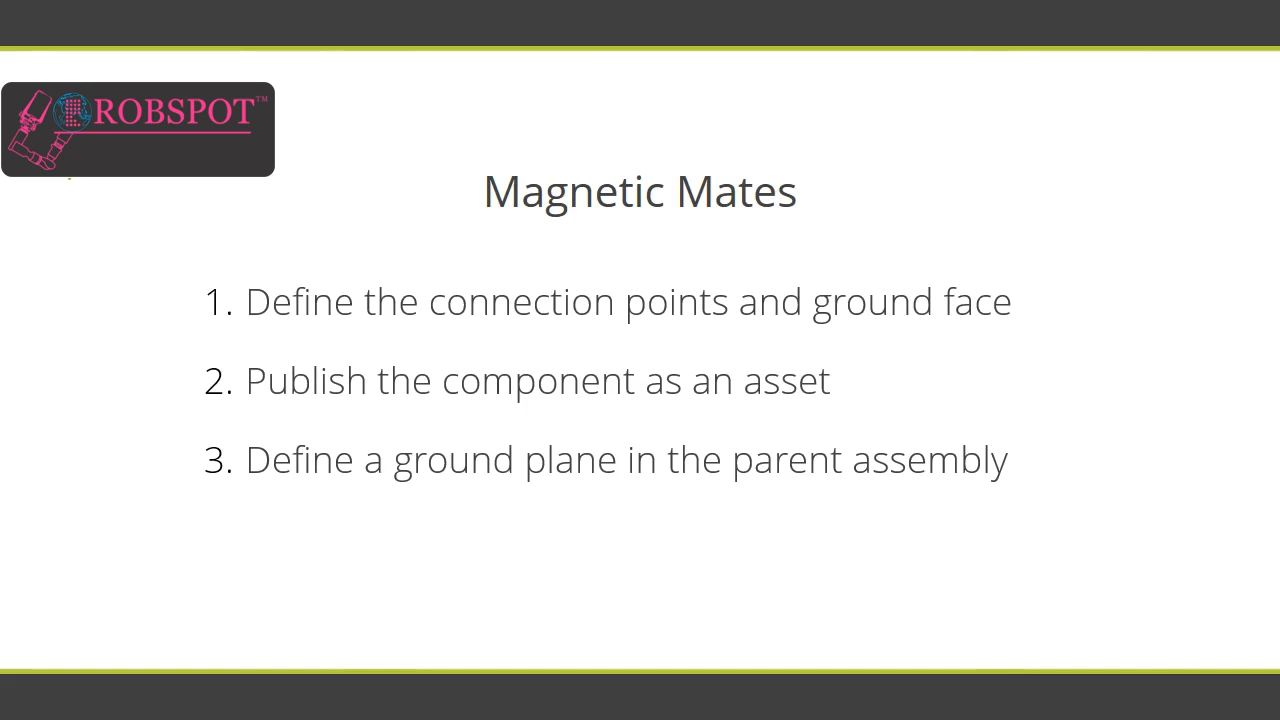 ROBSPOT™
Magnetic Mates
1. Define the connection points and ground face
2. Publish the component as an asset
3. Define a ground plane in the parent assembly